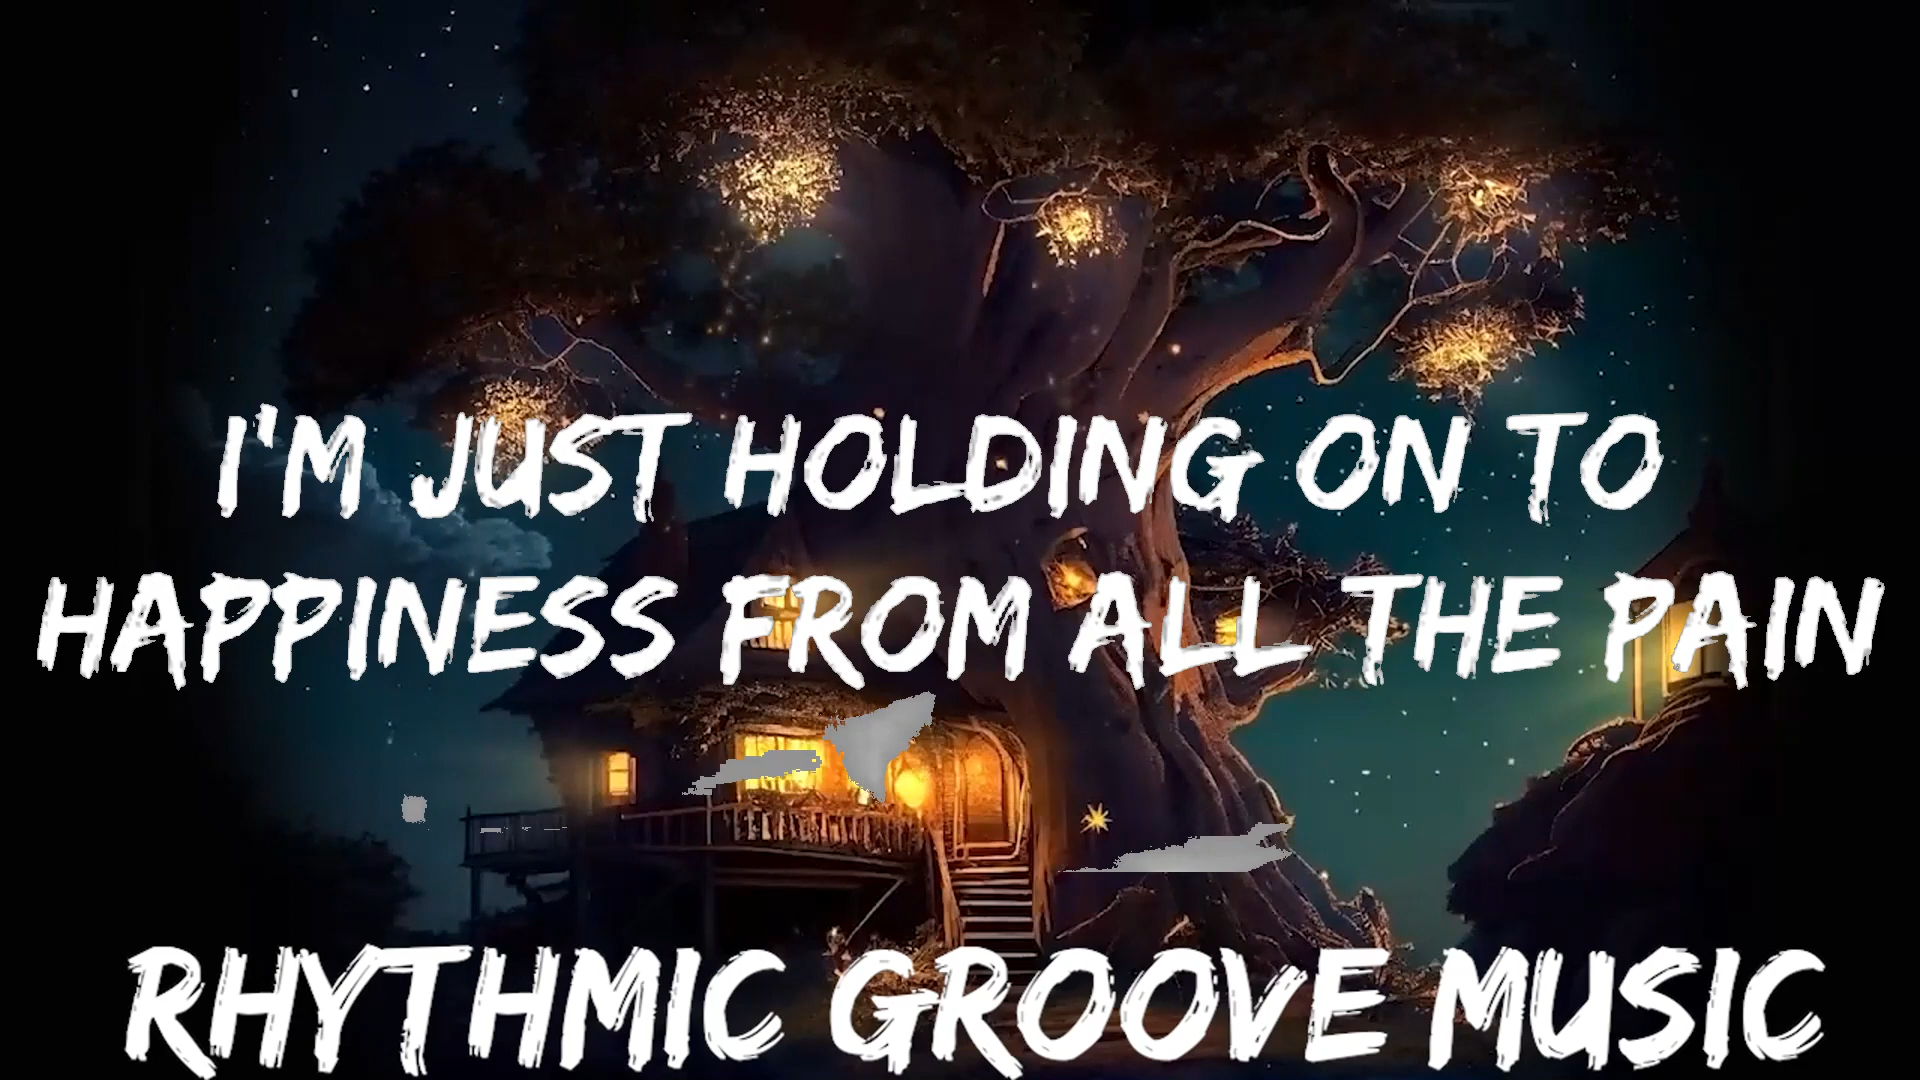 I'M JUST HOLDING ON TO
HAPPINESS FROM ALL THE PAIN
RHYTHMIC GROOVE MUSIC